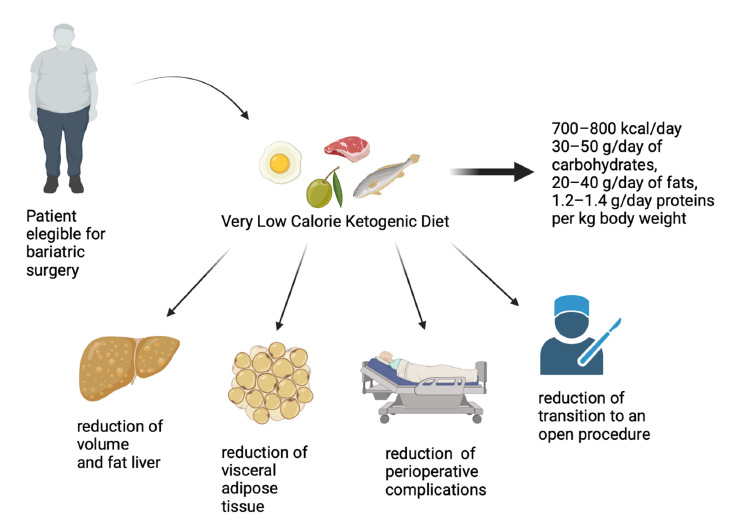 700–800 kcal/day
30–50 g/day of
carbohydrates,
20–40 g/day of fats,
1.2–1.4 g/day proteins
per kg body weight
Patient
elegible for
bariatric
surgery
Very Low Calorie Ketogenic Diet
reduction of
volume
and fat liver
reduction of
visceral
adipose
tissue
reduction of
perioperative
complications
reduction of
transition to an
open procedure